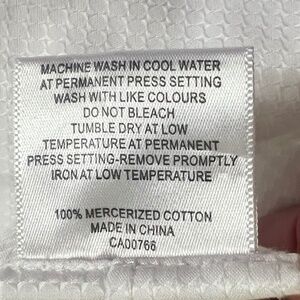 MACHINE WASH IN COOL WATER
AT PERMANENT PRESS SETTING
WASH WITH LIKE COLOURS
DO NOT BLEACH
TUMBLE DRY AT LOW
TEMPERATURE AT PERMANENT
PRESS SETTING-REMOVE PROMPTLY
IRON AT LOW TEMPERATURE
100% MERCERIZED COTTON
MADE IN CHINA
CA00766